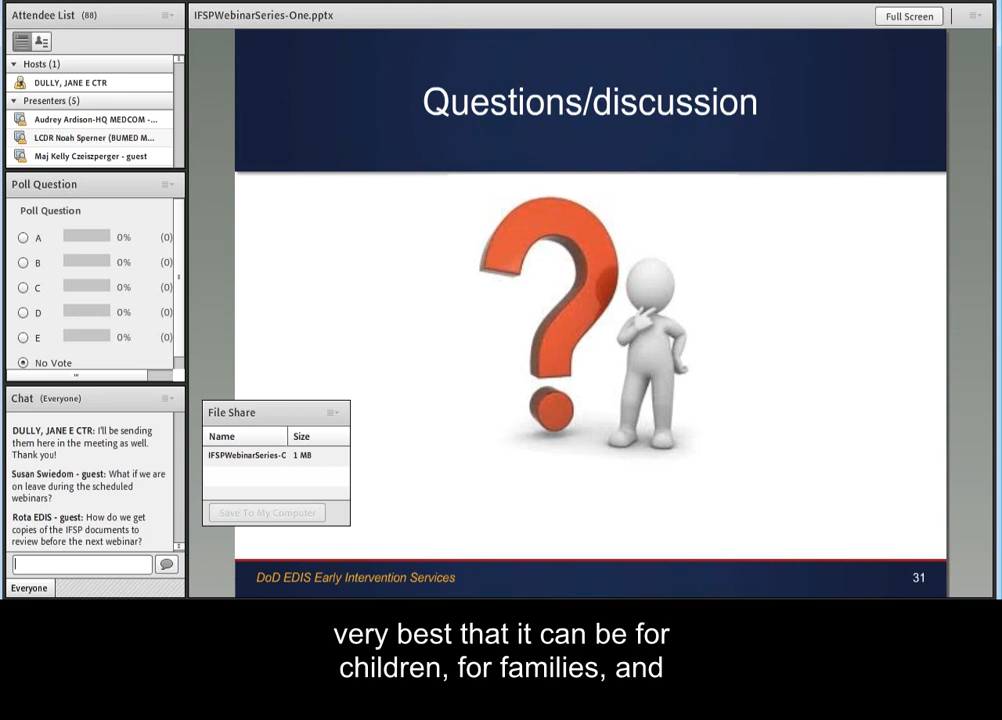 Attendee List (88)
Hosts (1)
DULLY, JANE E CTR
Presenters (5)
Audrey Ardison-HQ MEDCOM -...
LCDR Noah Sperner (BUMED M...
Maj Kelly Czeiszperger - guest
Poll Question
Poll Question
A 0% (0)
B 0% (0)
C 0% (0)
D 0% (0)
E 0% (0)
No Vote
Chat (Everyone)
DULLY, JANE E CTR: I'll be sending
them here in the meeting as well.
Thank you!
Susan Swiedom - guest: What if we are
on leave during the scheduled
webinars?
Rota EDIS - guest: How do we get
copies of the IFSP documents to
review before the next webinar?
Everyone
IFSPWebinarSeries-One.pptx
Full Screen
Questions/discussion
File Share
Name Size
IFSPWebinarSeries-C 1 MB
Save To My Computer
DoD EDIS Early Intervention Services
31
very best that it can be for
children, for families, and